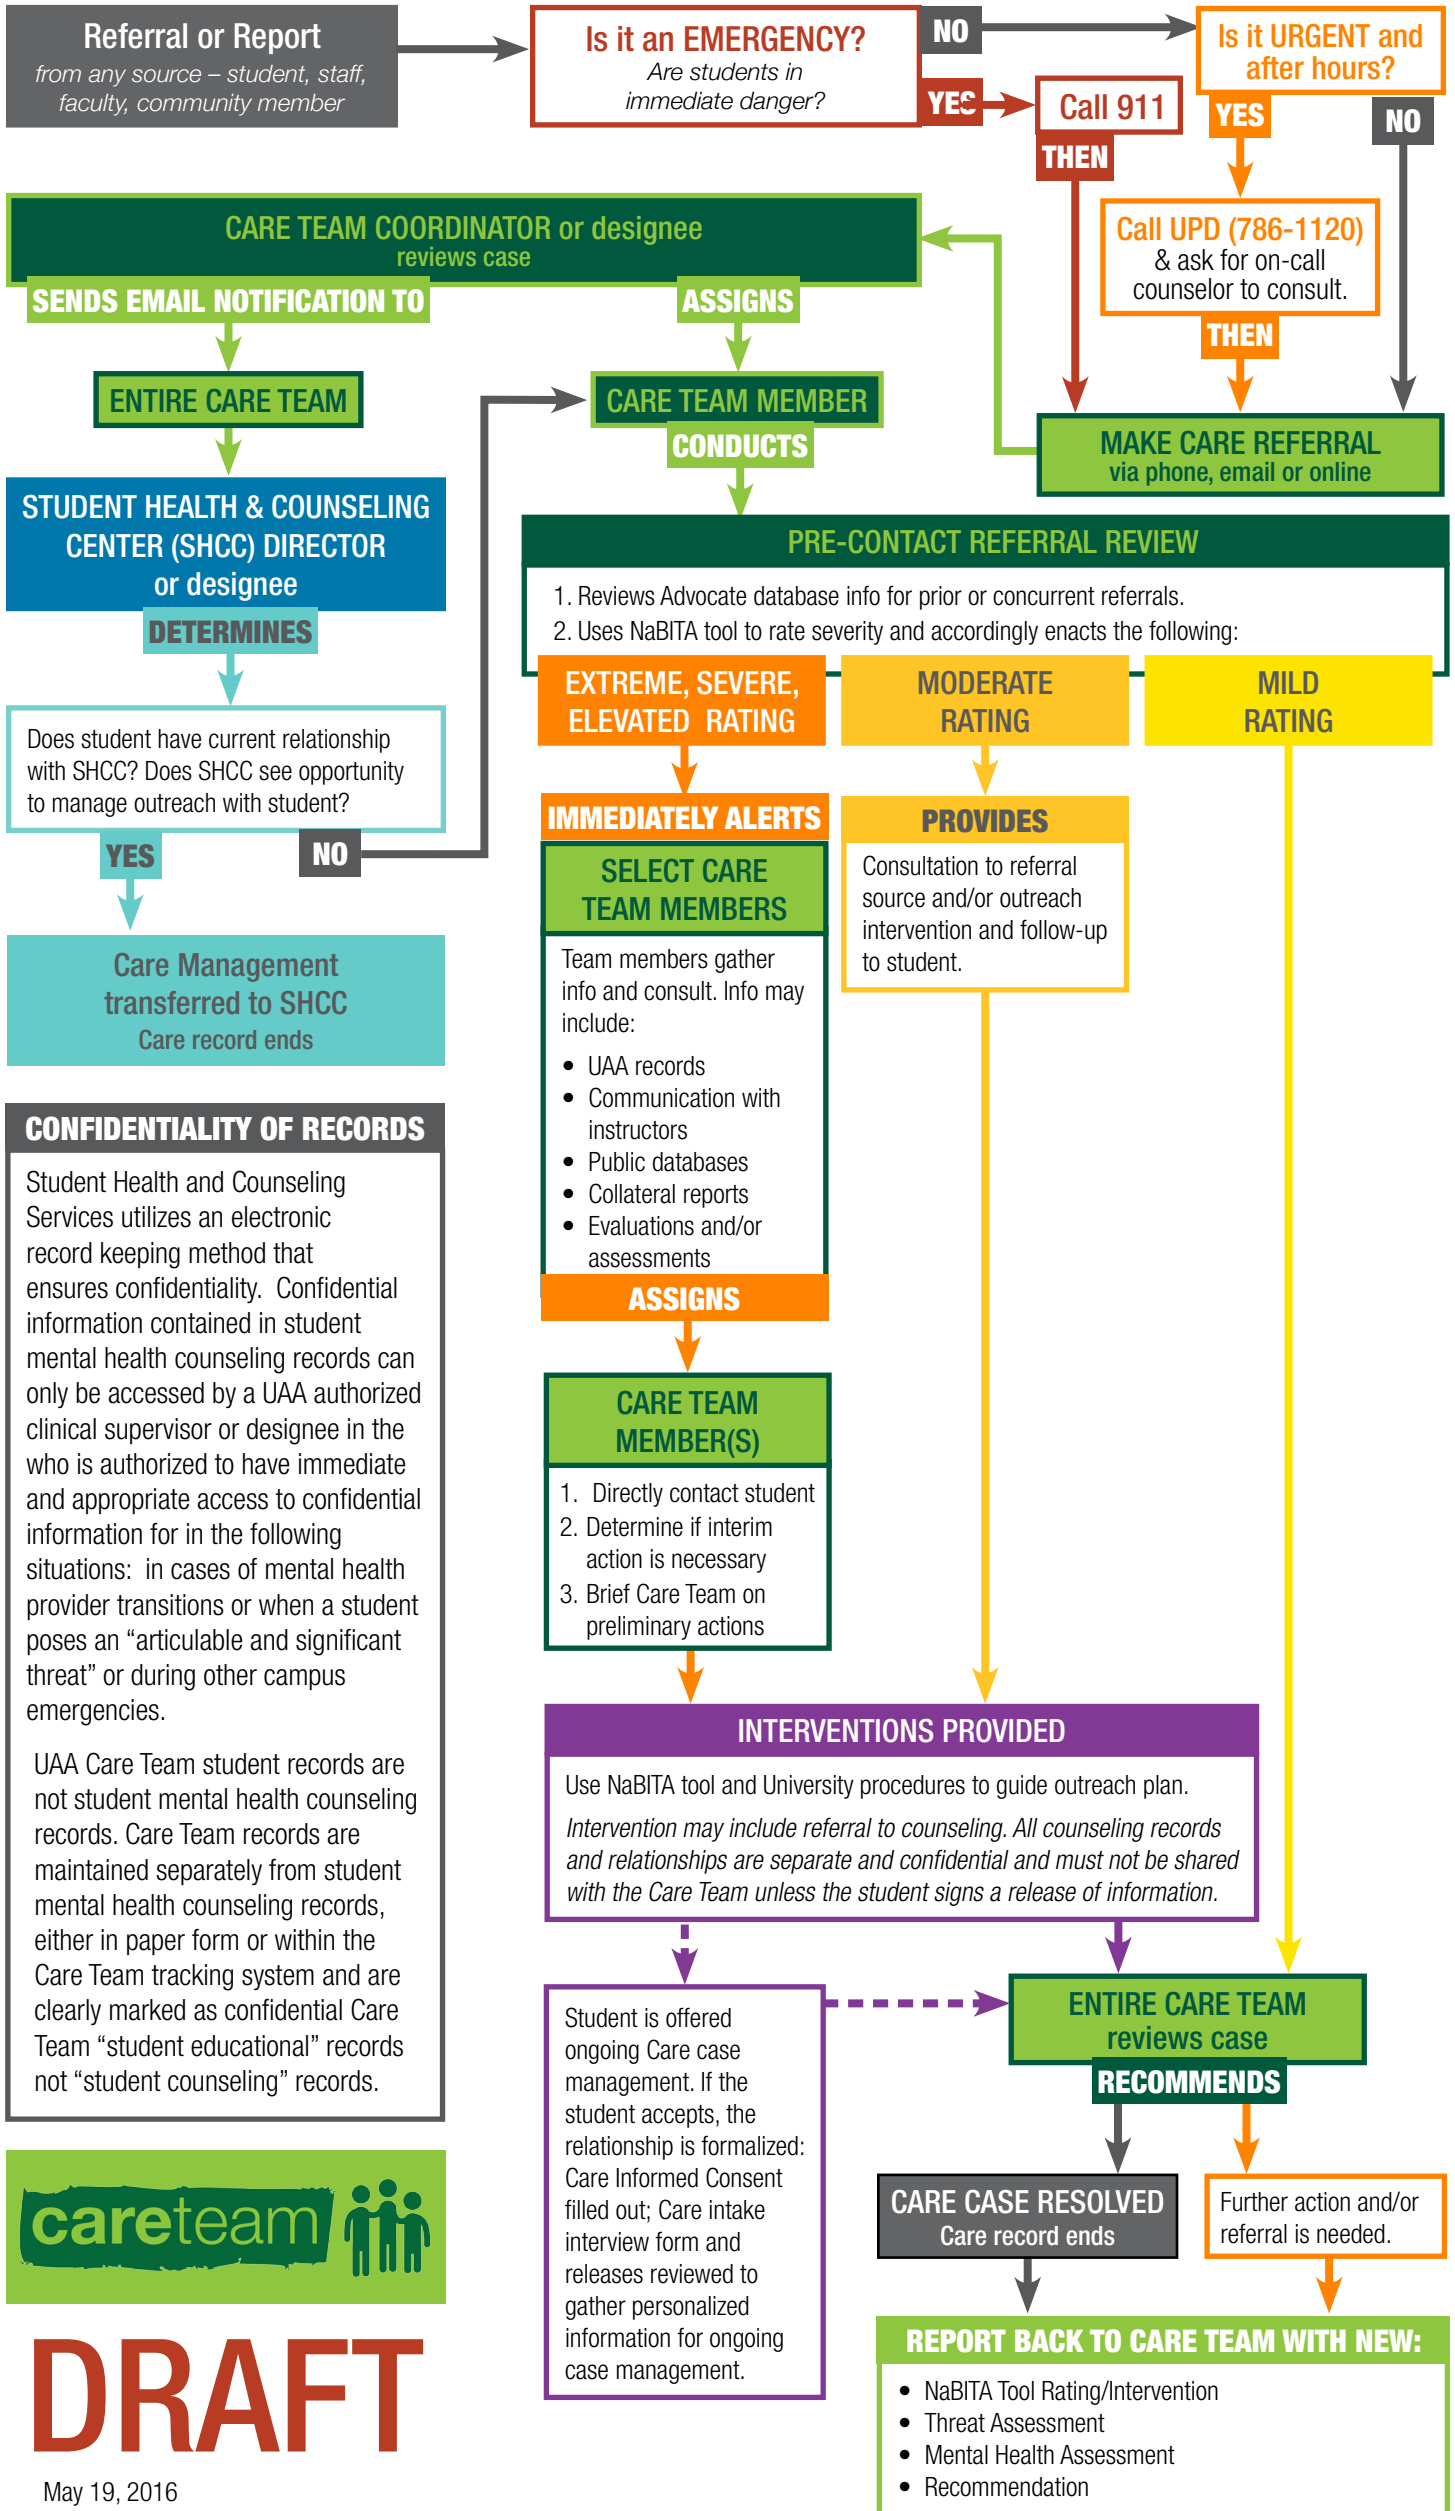 Referral or Report
from any source – student, staff,
faculty, community member
Is it an EMERGENCY?
Are students in
immediate danger?
NO
YES
Is it URGENT and
after hours?
Call 911
THEN
YES
NO
Call UPD (786-1120)
& ask for on-call
counselor to consult.
THEN
MAKE CARE REFERRAL
via phone, email or online
CARE TEAM COORDINATOR or designee
reviews case
SENDS EMAIL NOTIFICATION TO
ASSIGNS
ENTIRE CARE TEAM
CARE TEAM MEMBER
CONDUCTS
STUDENT HEALTH & COUNSELING
CENTER (SHCC) DIRECTOR
or designee
DETERMINES
Does student have current relationship
with SHCC? Does SHCC see opportunity
to manage outreach with student?
YES
NO
Care Management
transferred to SHCC
Care record ends
PRE-CONTACT REFERRAL REVIEW
1. Reviews Advocate database info for prior or concurrent referrals.
2. Uses NaBITA tool to rate severity and accordingly enacts the following:
EXTREME, SEVERE,
ELEVATED RATING
MODERATE
RATING
MILD
RATING
IMMEDIATELY ALERTS
SELECT CARE
TEAM MEMBERS
Team members gather
info and consult. Info may
include:
• UAA records
• Communication with
instructors
• Public databases
• Collateral reports
• Evaluations and/or
assessments
ASSIGNS
PROVIDES
Consultation to referral
source and/or outreach
intervention and follow-up
to student.
CARE TEAM
MEMBER(S)
1. Directly contact student
2. Determine if interim
action is necessary
3. Brief Care Team on
preliminary actions
INTERVENTIONS PROVIDED
Use NaBITA tool and University procedures to guide outreach plan.
Intervention may include referral to counseling. All counseling records
and relationships are separate and confidential and must not be shared
with the Care Team unless the student signs a release of information.
Student is offered
ongoing Care case
management. If the
student accepts, the
relationship is formalized:
Care Informed Consent
filled out; Care intake
interview form and
releases reviewed to
gather personalized
information for ongoing
case management.
ENTIRE CARE TEAM
reviews case
RECOMMENDS
CARE CASE RESOLVED
Care record ends
Further action and/or
referral is needed.
REPORT BACK TO CARE TEAM WITH NEW:
• NaBITA Tool Rating/Intervention
• Threat Assessment
• Mental Health Assessment
• Recommendation
CONFIDENTIALITY OF RECORDS
Student Health and Counseling
Services utilizes an electronic
record keeping method that
ensures confidentiality.  Confidential
information contained in student
mental health counseling records can
only be accessed by a UAA authorized
clinical supervisor or designee in the
who is authorized to have immediate
and appropriate access to confidential
information for in the following
situations:  in cases of mental health
provider transitions or when a student
poses an “articulable and significant
threat” or during other campus
emergencies.
UAA Care Team student records are
not student mental health counseling
records. Care Team records are
maintained separately from student
mental health counseling records,
either in paper form or within the
Care Team tracking system and are
clearly marked as confidential Care
Team “student educational” records
not “student counseling” records.
careteam
DRAFT
May 19, 2016